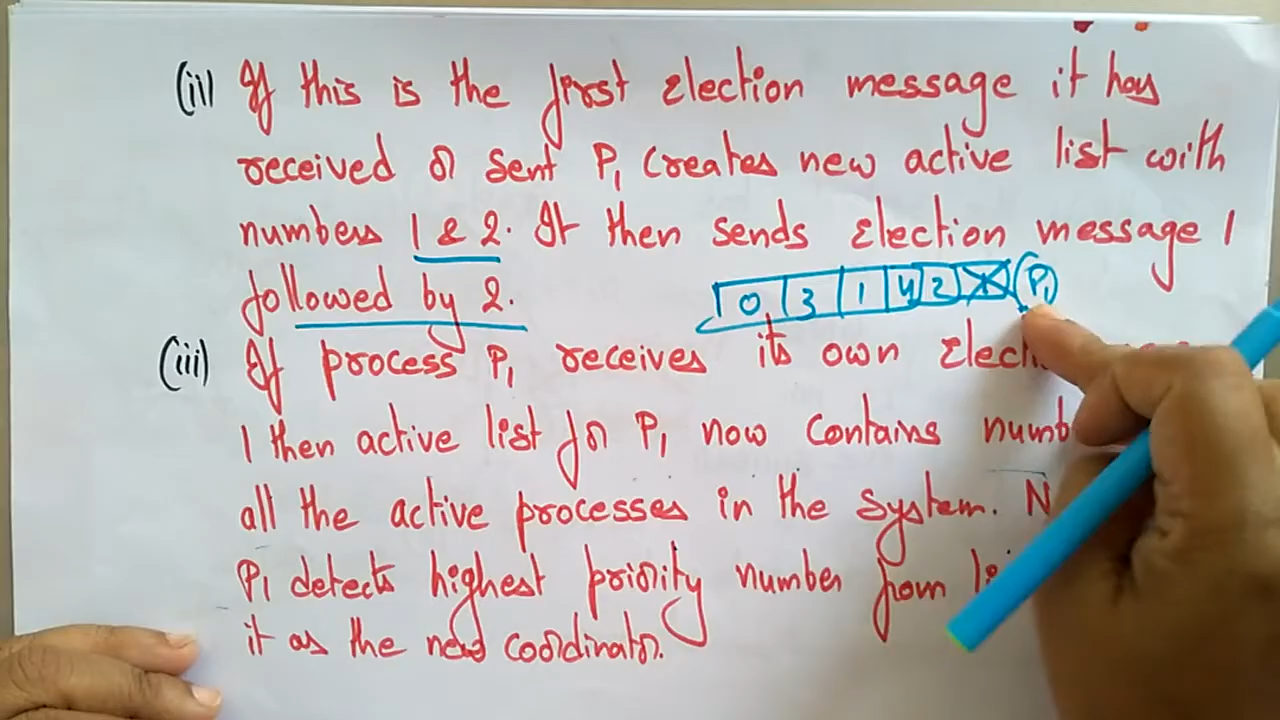 (ii) If this is the first election message it has
received or sent P1 creates new active list with
numbers 1 & 2. It then sends election message 1
followed by 2.
0 3 1 4 2 P1
(iii) If process P1 receives its own
1 then active list for P1 now contains
all the active processes in the system.
P1 detects highest priority number from
it as the new coordinator.